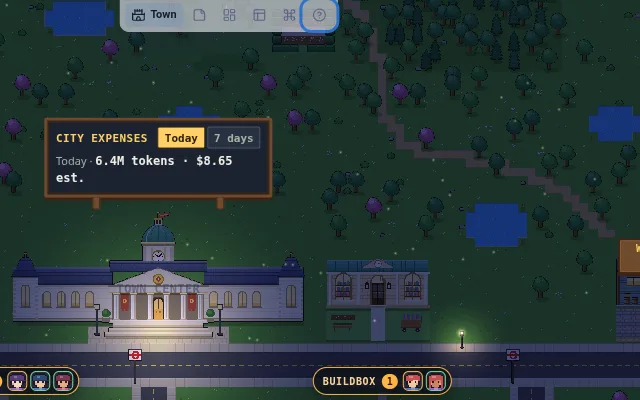 Town
CITY EXPENSES Today 7 days
Today · 6.4M tokens · $8.65
est.
TOWN CENTER
BUILDBOX 1